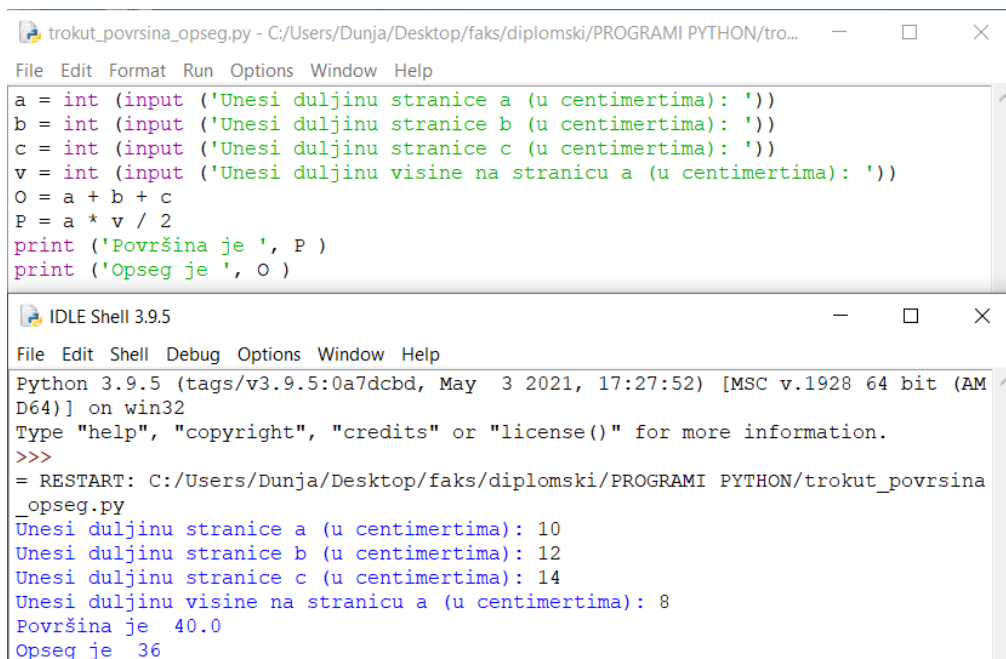 trokut_povrsina_opseg.py - C:/Users/Dunja/Desktop/faks/diplomski/PROGRAMI PYTHON/tro...
File Edit Format Run Options Window Help
a = int (input ('Unesi duljinu stranice a (u centimertima): '))
b = int (input ('Unesi duljinu stranice b (u centimertima): '))
c = int (input ('Unesi duljinu stranice c (u centimertima): '))
v = int (input ('Unesi duljinu visine na stranicu a (u centimertima): '))
O = a + b + c
P = a * v / 2
print ('Površina je ', P )
print ('Opseg je ', O )
IDLE Shell 3.9.5
File Edit Shell Debug Options Window Help
Python 3.9.5 (tags/v3.9.5:0a7dcbd, May  3 2021, 17:27:52) [MSC v.1928 64 bit (AM
D64)] on win32
Type "help", "copyright", "credits" or "license()" for more information.
>>>
= RESTART: C:/Users/Dunja/Desktop/faks/diplomski/PROGRAMI PYTHON/trokut_povrsina
_opseg.py
Unesi duljinu stranice a (u centimertima): 10
Unesi duljinu stranice b (u centimertima): 12
Unesi duljinu stranice c (u centimertima): 14
Unesi duljinu visine na stranicu a (u centimertima): 8
Površina je  40.0
Opseg je  36